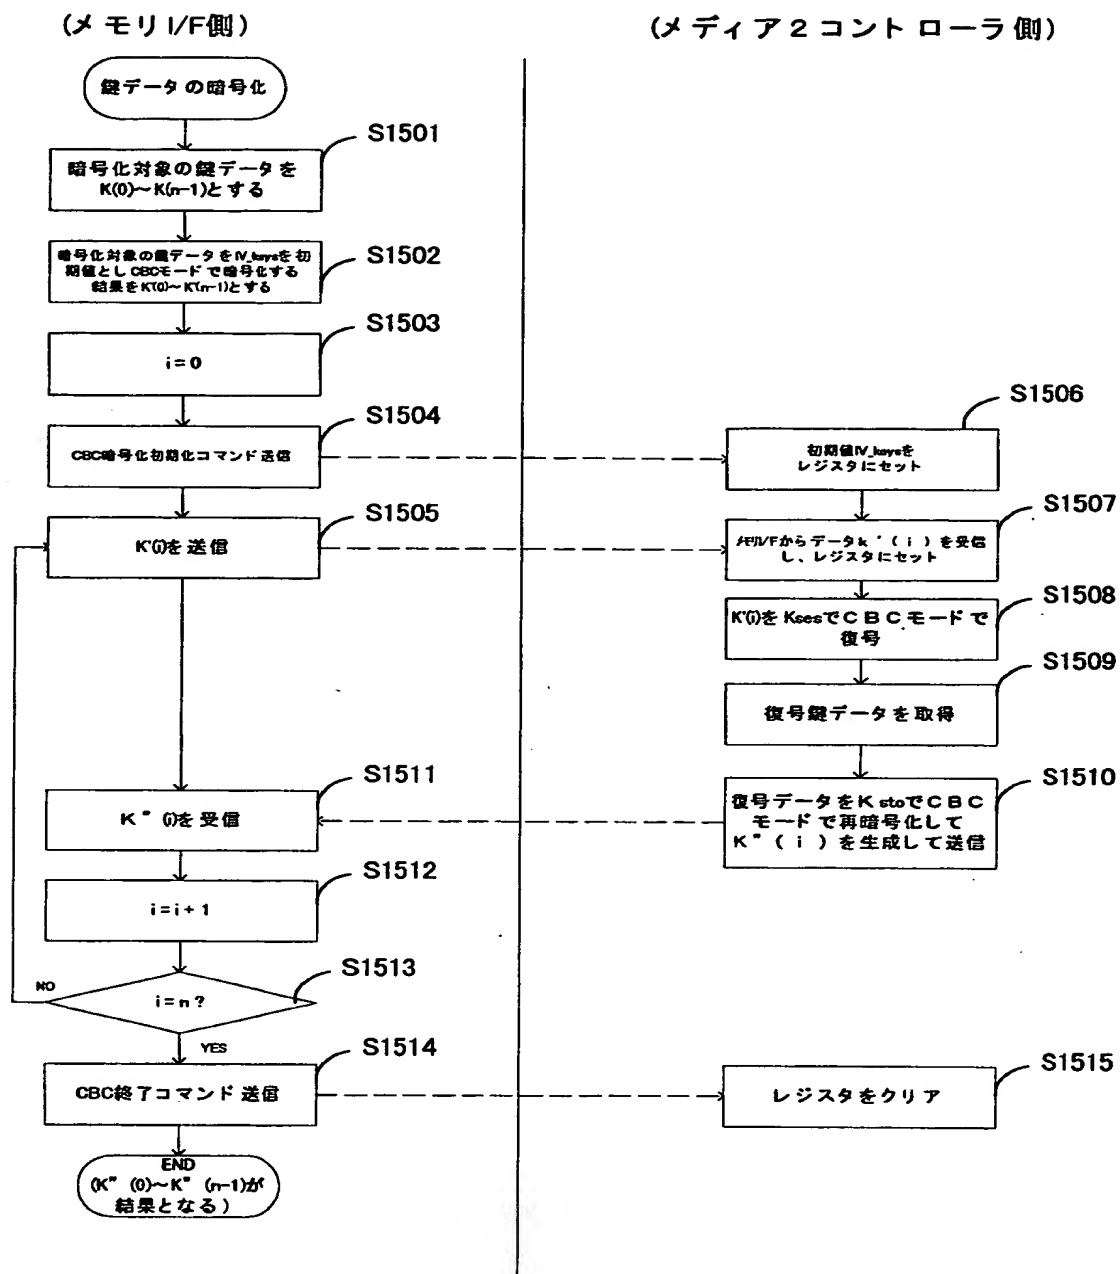 (メモリI/F側)
(メディア2コントローラ側)
鍵データの暗号化
S1501
暗号化対象の鍵データを
K(0)~K(n-1)とする
S1502
暗号化対象の鍵データをIV_keysを初
期値としCBCモードで暗号化する
結果をK'(0)~K'(n-1)とする
S1503
i=0
S1504
CBC暗号化初期化コマンド送信
S1506
初期値IV_keysを
レジスタにセット
S1505
K'(i)を送信
S1507
メモリI/Fからデータk'(i)を受信
し、レジスタにセット
S1508
K'(i)をKsesでCBCモードで
復号
S1509
復号鍵データを取得
S1510
復号データをKstoでCBC
モードで再暗号化して
K"(i)を生成して送信
S1511
K"(i)を受信
S1512
i=i+1
S1513
i=n?
NO
YES
S1514
CBC終了コマンド送信
S1515
レジスタをクリア
END
(K"(0)~K"(n-1)が
結果となる)